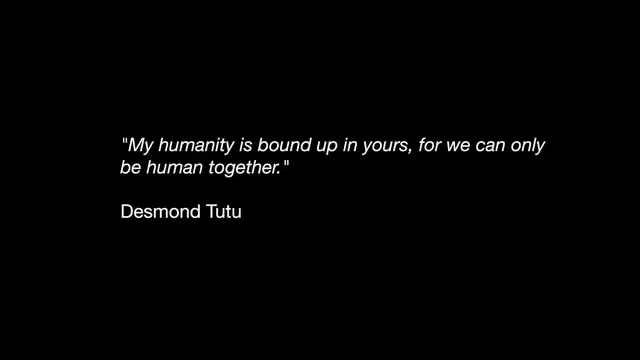 "My humanity is bound up in yours, for we can only
be human together."
Desmond Tutu